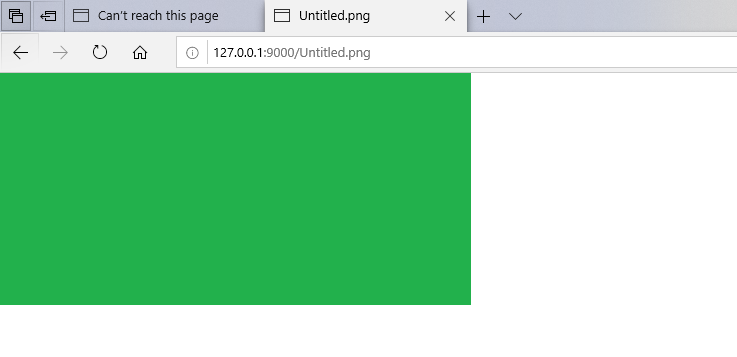 Can't reach this page
Untitled.png
127.0.0.1:9000/Untitled.png